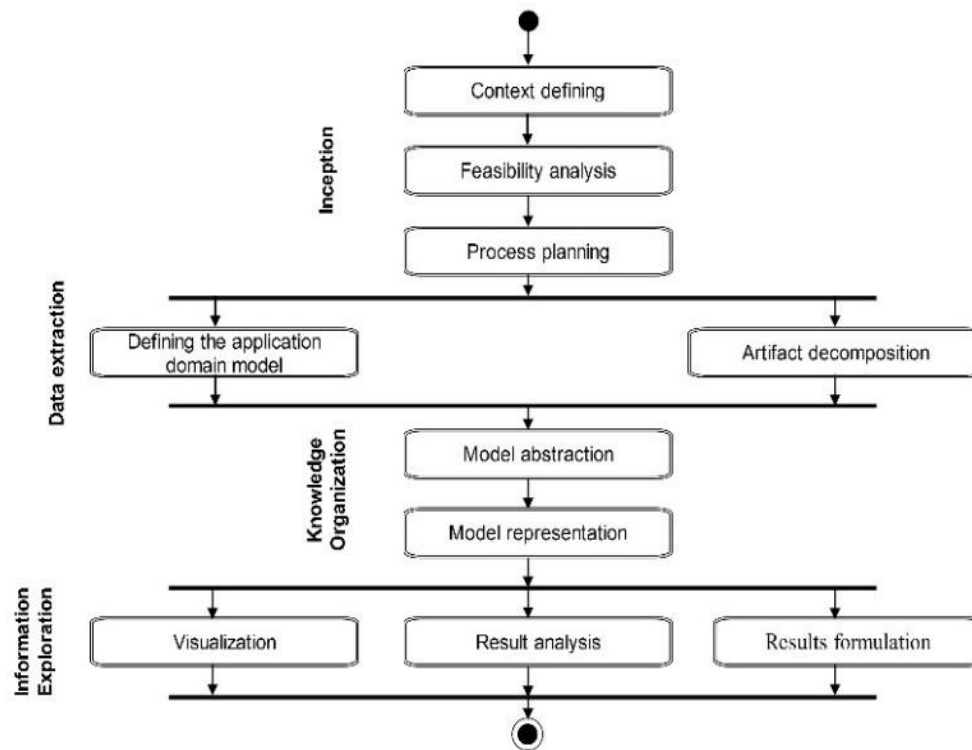 Context defining
Inception
Feasibility analysis
Process planning
Data extraction
Defining the application
domain model
Artifact decomposition
Knowledge
Organization
Model abstraction
Model representation
Information
Exploration
Visualization
Result analysis
Results formulation